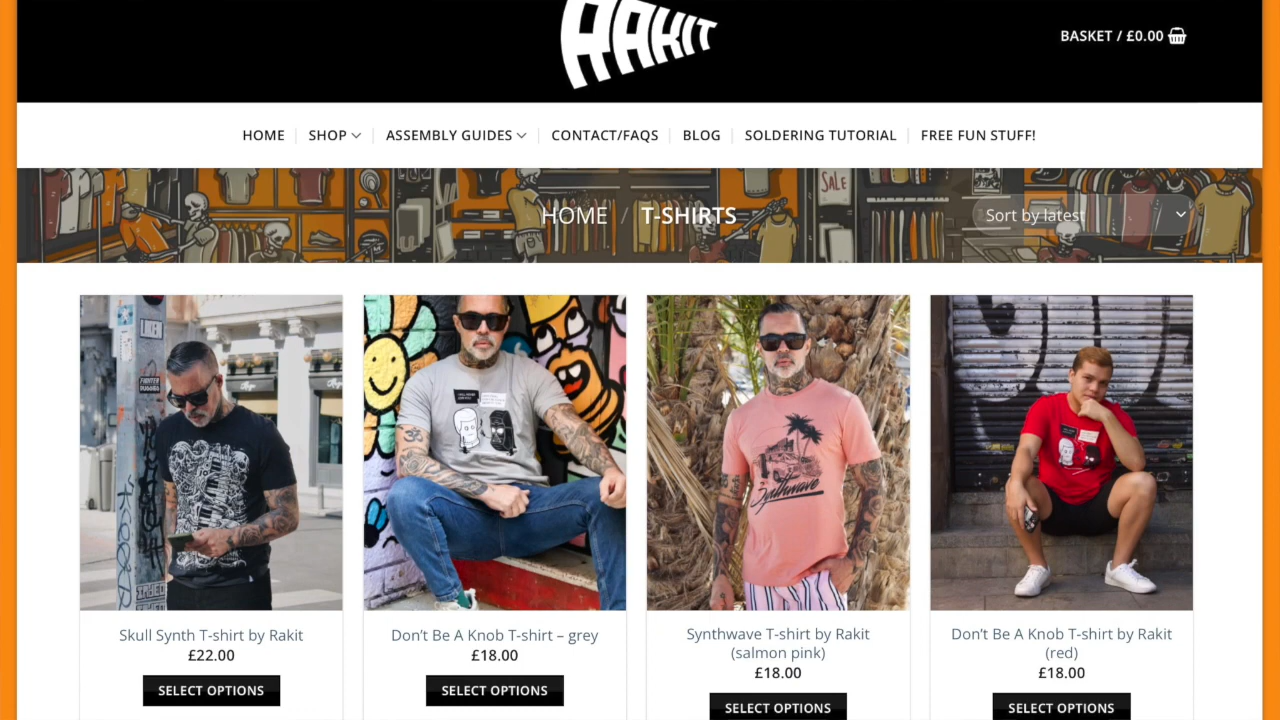 RAKIT
BASKET / £0.00
HOME
SHOP
ASSEMBLY GUIDES
CONTACT/FAQS
BLOG
SOLDERING TUTORIAL
FREE FUN STUFF!
SALE
HOME / T-SHIRTS
Sort by latest
LIKEN
Synthwave
Skull Synth T-shirt by Rakit
£22.00
SELECT OPTIONS
Don’t Be A Knob T-shirt – grey
£18.00
SELECT OPTIONS
Synthwave T-shirt by Rakit
(salmon pink)
£18.00
SELECT OPTIONS
Don’t Be A Knob T-shirt by Rakit
(red)
£18.00
SELECT OPTIONS